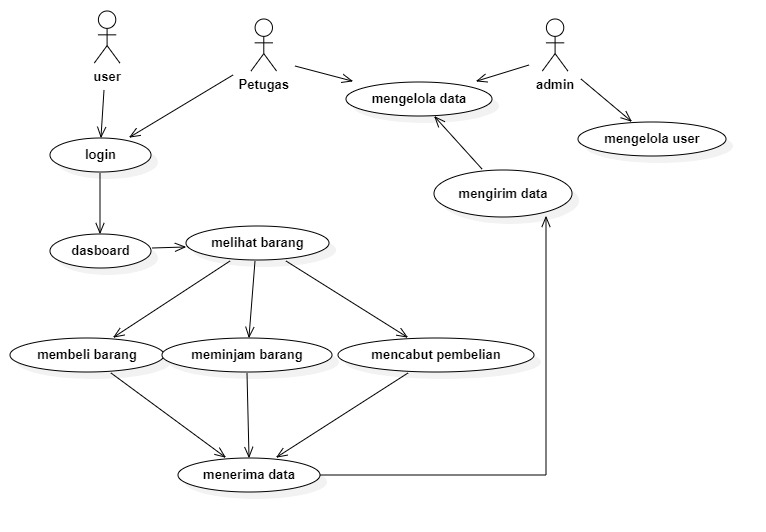 user
Petugas
admin
mengelola data
mengelola user
login
mengirim data
dasboard
melihat barang
membeli barang
meminjam barang
mencabut pembelian
menerima data